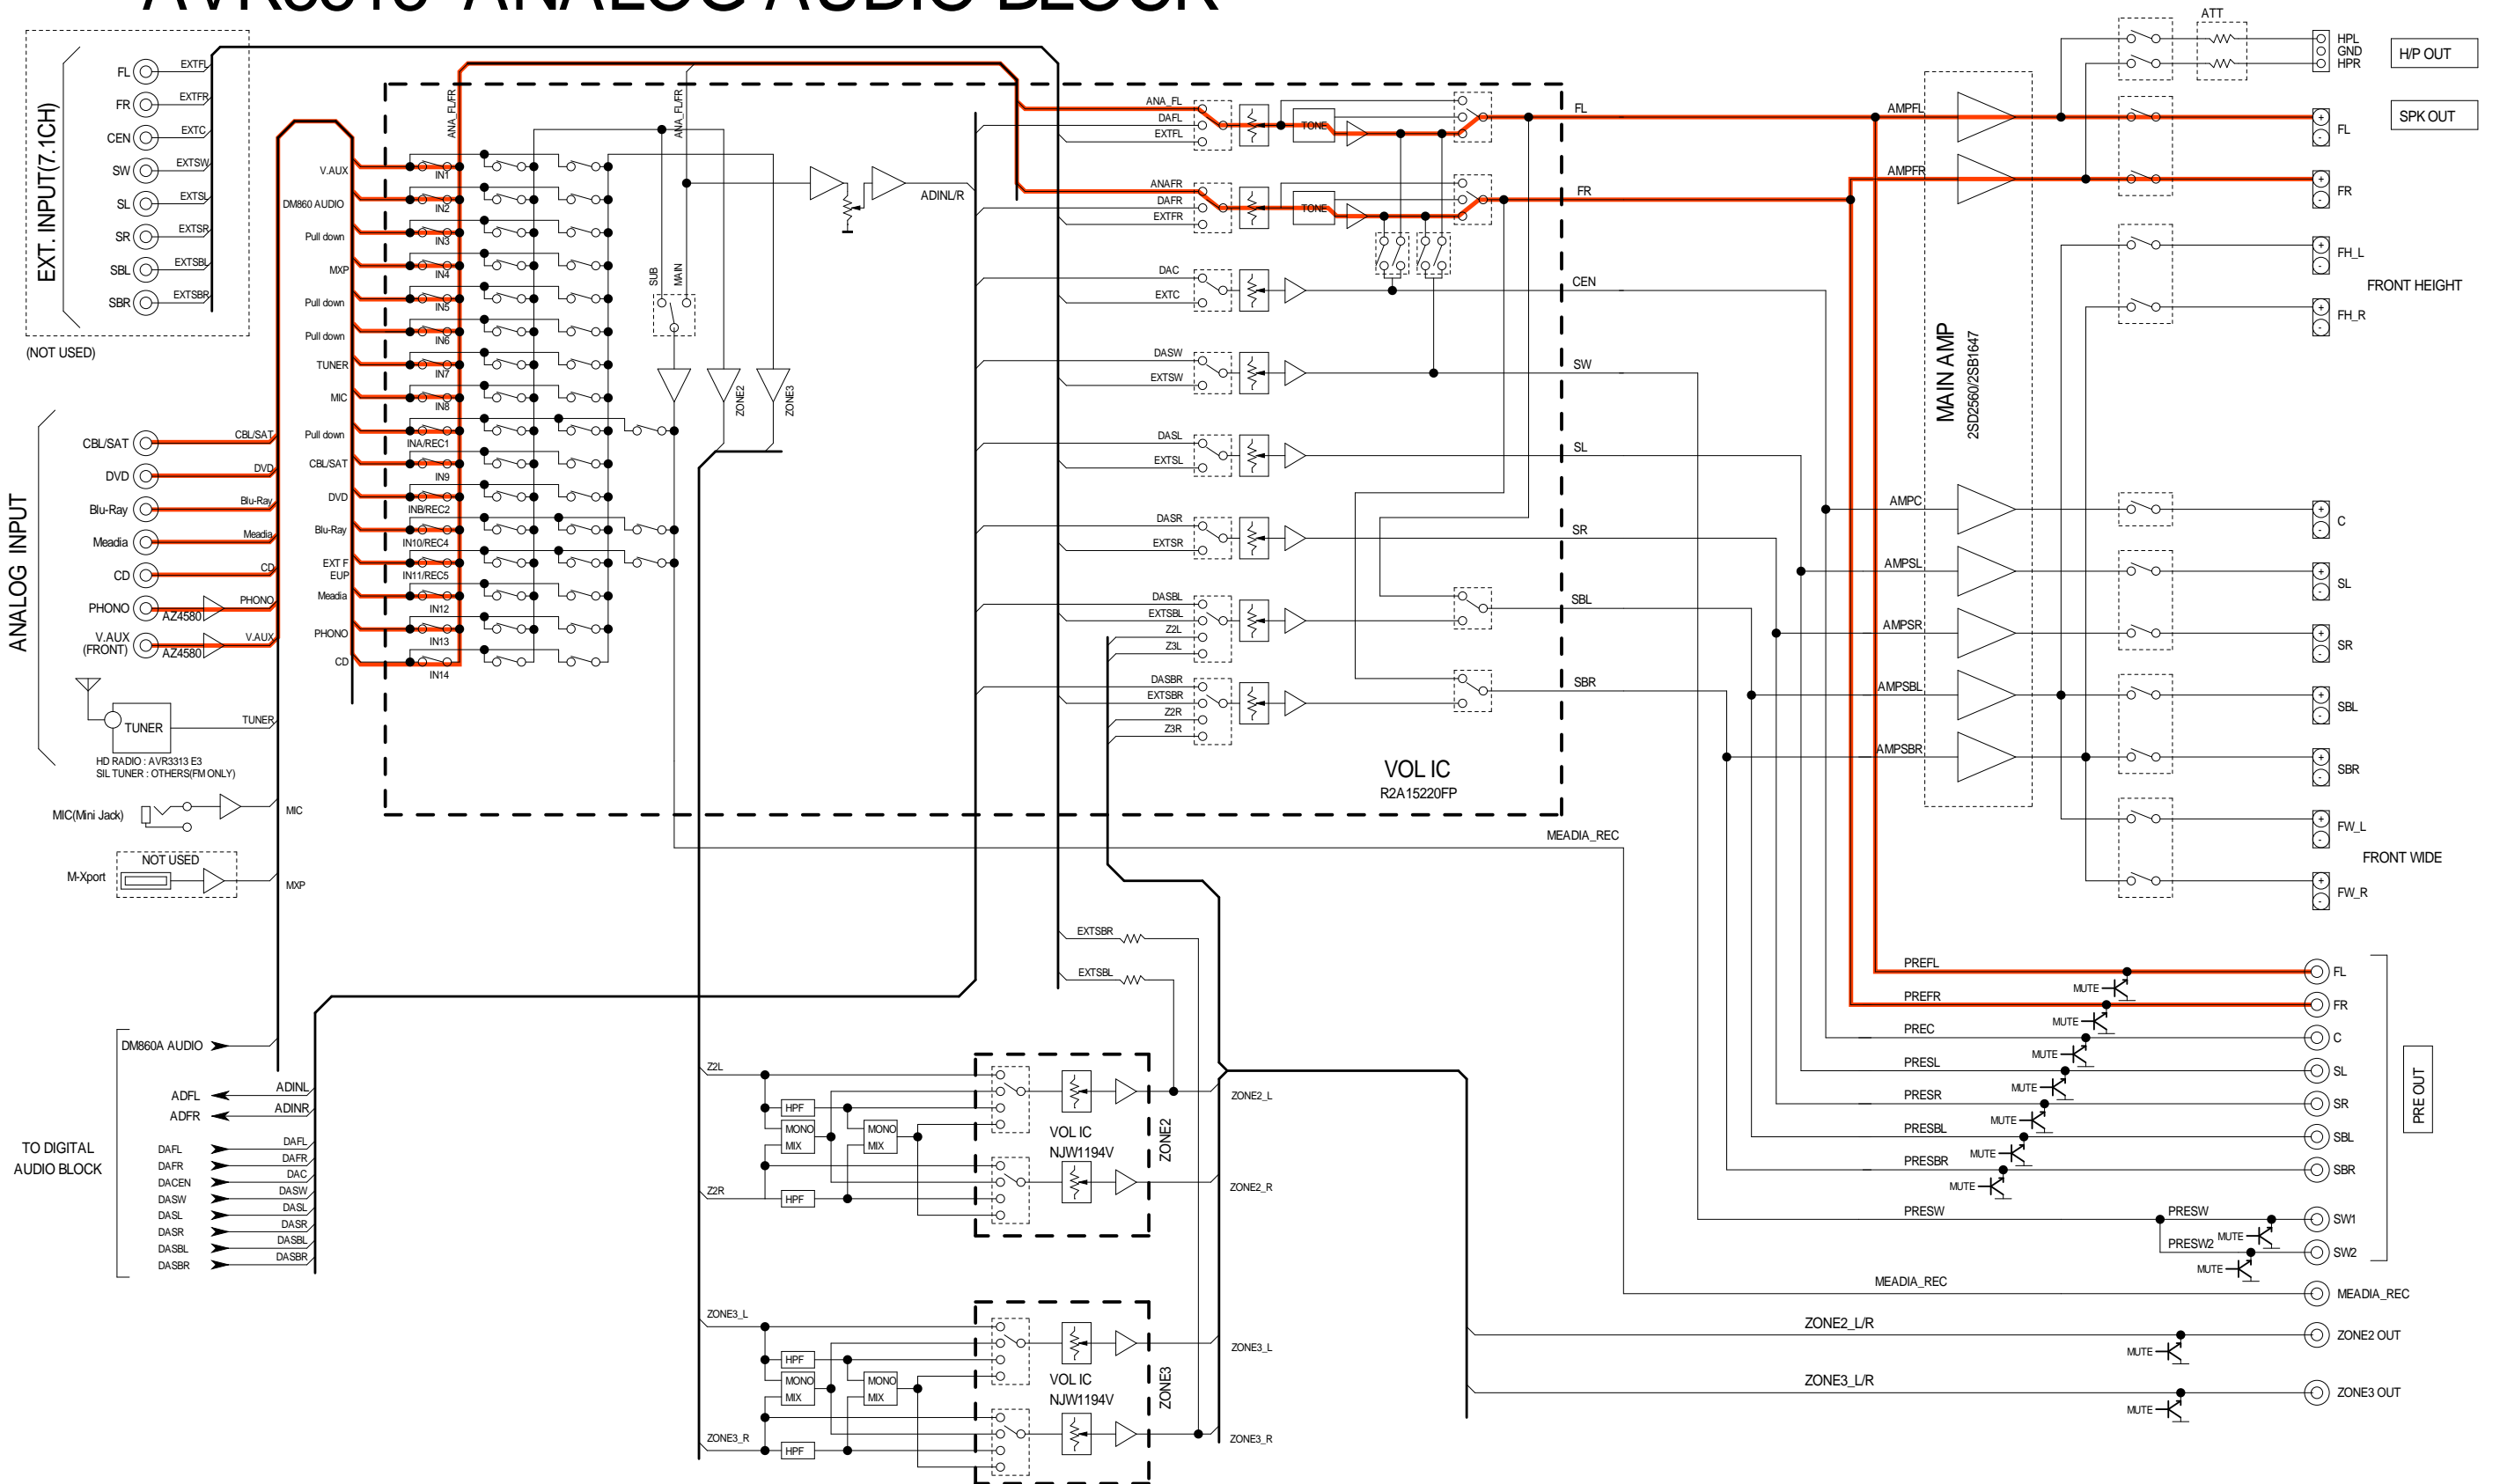 AVR3313 ANALOG AUDIO BLOCK
EXT. INPUT(7.1CH)
FL
EXTFL
FR
EXTFR
CEN
EXTC
SW
EXTSW
SL
EXTSL
SR
EXTSR
SBL
EXTSBL
SBR
EXTSBR
(NOT USED)
ANALOG INPUT
CBL/SAT
CBL/SAT
DVD
DVD
Blu-Ray
Blu-Ray
Meadia
Meadia
CD
CD
PHONO
AZ4580
PHONO
V.AUX
(FRONT)
AZ4580
V.AUX
TUNER
TUNER
HD RADIO : AVR3313 E3
SIL TUNER : OTHERS(FM ONLY)
MIC(Mini Jack)
MIC
NOT USED
M-Xport
MXP
DM860A AUDIO
ADFL
ADINL
ADFR
ADINR
TO DIGITAL
AUDIO BLOCK
DAFL
DAFL
DAFR
DAFR
DACEN
DAC
DASW
DASW
DASL
DASL
DASR
DASR
DASBL
DASBL
DASBR
DASBR
V.AUX
IN1
DM860 AUDIO
IN2
Pull down
IN3
MXP
IN4
Pull down
IN5
Pull down
IN6
TUNER
IN7
MIC
IN8
Pull down
INA/REC1
CBL/SAT
IN9
DVD
INB/REC2
Blu-Ray
IN10/REC4
EXT F
EUP
IN11/REC5
Meadia
IN12
PHONO
IN13
CD
IN14
ANA_FL/FR
ANA_FL/FR
SUB
MAIN
ZONE2
ZONE3
ADINL/R
ANA_FL
DAFL
EXTFL
TONE
FL
ANAFR
DAFR
EXTFR
TONE
FR
DAC
EXTC
CEN
DASW
EXTSW
SW
DASL
EXTSL
SL
DASR
EXTSR
SR
DASBL
EXTSBL
Z2L
Z3L
SBL
DASBR
EXTSBR
Z2R
Z3R
SBR
VOL IC
R2A15220FP
MEADIA_REC
EXTSBR
EXTSBL
Z2L
HPF
MONO
MIX
MONO
MIX
Z2R
HPF
VOL IC
NJW1194V
ZONE2
ZONE2_L
ZONE2_R
ZONE3_L
HPF
MONO
MIX
MONO
MIX
ZONE3_R
HPF
VOL IC
NJW1194V
ZONE3
ZONE3_L
ZONE3_R
MAIN AMP
2SD2560/2SB1647
AMPFL
AMPFR
AMPC
AMPSL
AMPSR
AMPSBL
AMPSBR
ATT
HPL
GND
HPR
H/P OUT
SPK OUT
+
-
FL
+
-
FR
+
-
FH_L
FRONT HEIGHT
+
-
FH_R
+
-
C
+
-
SL
+
-
SR
+
-
SBL
+
-
SBR
+
-
FW_L
FRONT WIDE
+
-
FW_R
PREFL
MUTE
FL
PREFR
MUTE
FR
PREC
MUTE
C
PRESL
MUTE
SL
PRESR
MUTE
SR
PRESBL
MUTE
SBL
PRESBR
MUTE
SBR
PRE OUT
PRESW
PRESW
MUTE
SW1
PRESW2
MUTE
SW2
MEADIA_REC
MEADIA_REC
ZONE2_L/R
MUTE
ZONE2 OUT
ZONE3_L/R
MUTE
ZONE3 OUT